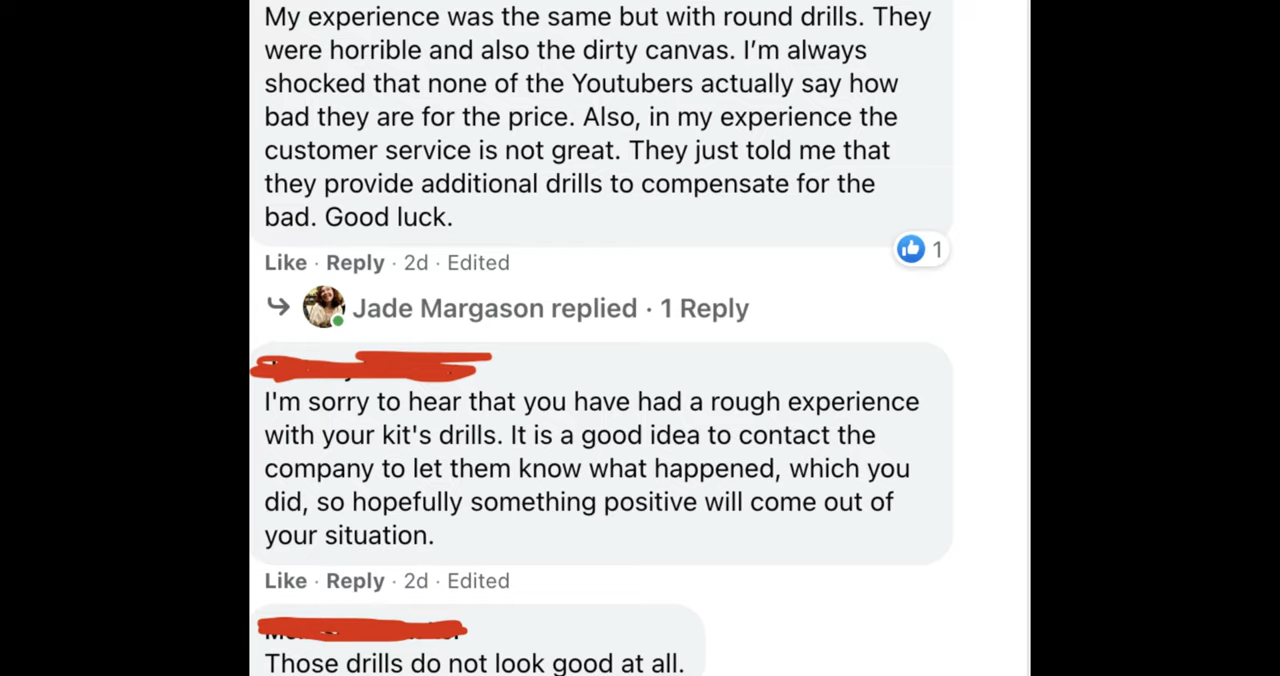 My experience was the same but with round drills. They
were horrible and also the dirty canvas. I’m always
shocked that none of the Youtubers actually say how
bad they are for the price. Also, in my experience the
customer service is not great. They just told me that
they provide additional drills to compensate for the
bad. Good luck.
Like · Reply · 2d · Edited
1
Jade Margason replied · 1 Reply
I'm sorry to hear that you have had a rough experience
with your kit's drills. It is a good idea to contact the
company to let them know what happened, which you
did, so hopefully something positive will come out of
your situation.
Like · Reply · 2d · Edited
Those drills do not look good at all.